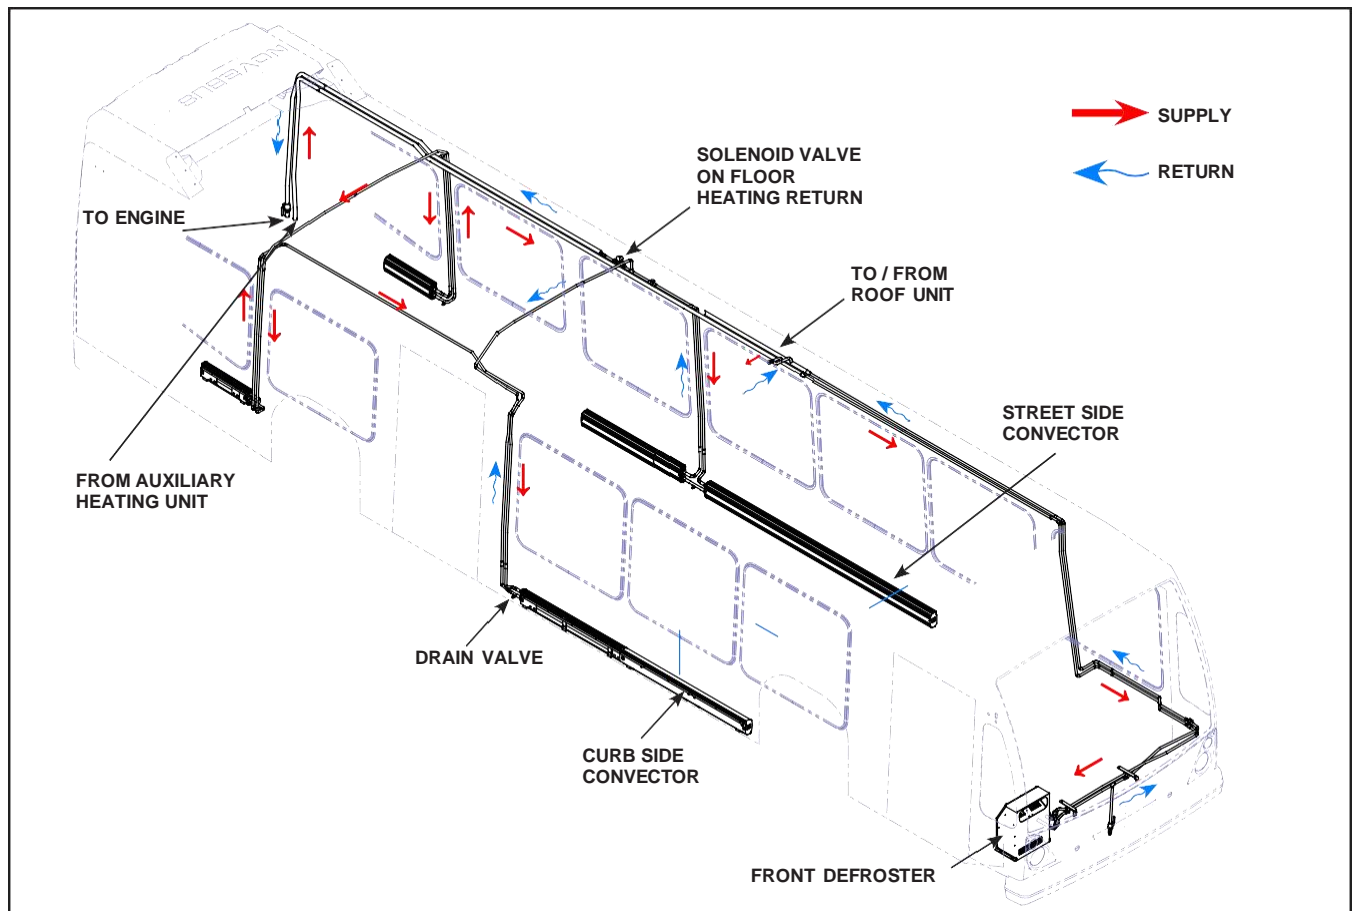 NOVABUS
SUPPLY
RETURN
SOLENOID VALVE
ON FLOOR
HEATING RETURN
TO ENGINE
TO / FROM
ROOF UNIT
STREET SIDE
CONVECTOR
FROM AUXILIARY
HEATING UNIT
DRAIN VALVE
CURB SIDE
CONVECTOR
FRONT DEFROSTER